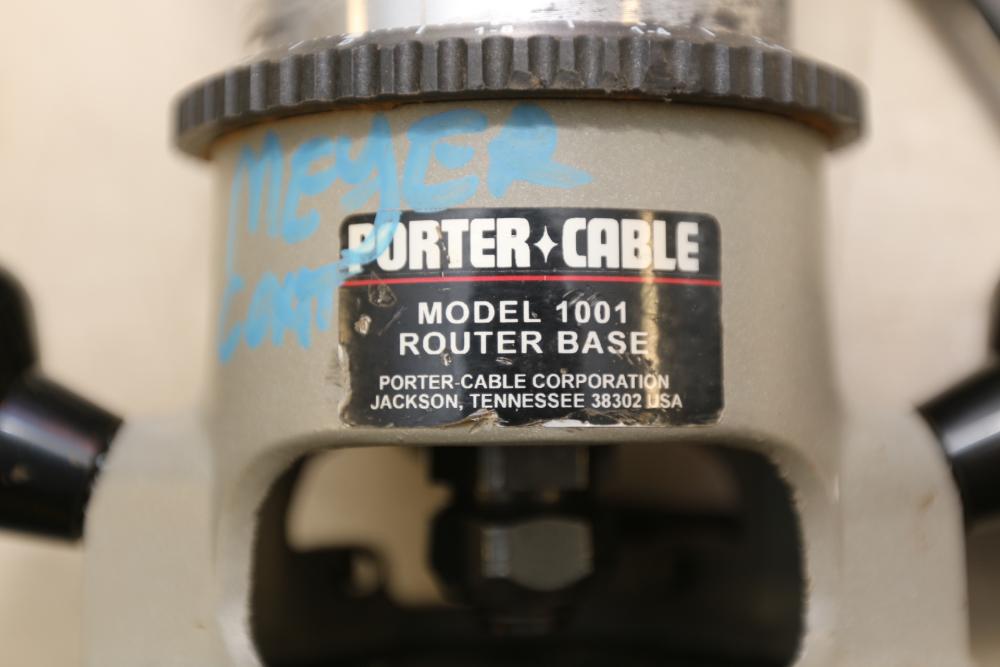 MEYER
PORTER CABLE
MODEL 1001
ROUTER BASE
PORTER-CABLE CORPORATION
JACKSON, TENNESSEE 38302 USA